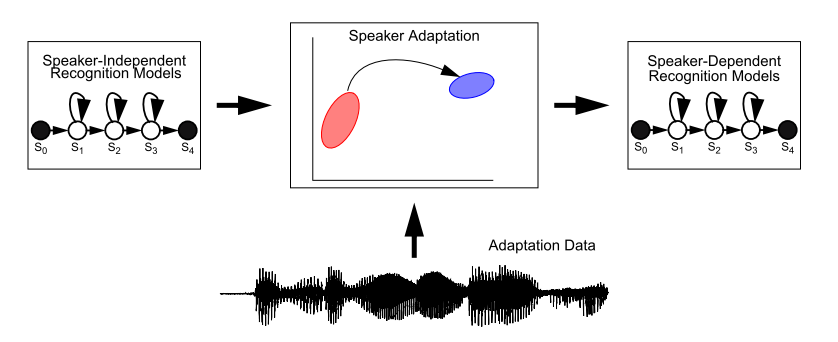 Speaker-Independent
Recognition Models
S0 S1 S2 S3 S4
Speaker Adaptation
Speaker-Dependent
Recognition Models
S0 S1 S2 S3 S4
Adaptation Data